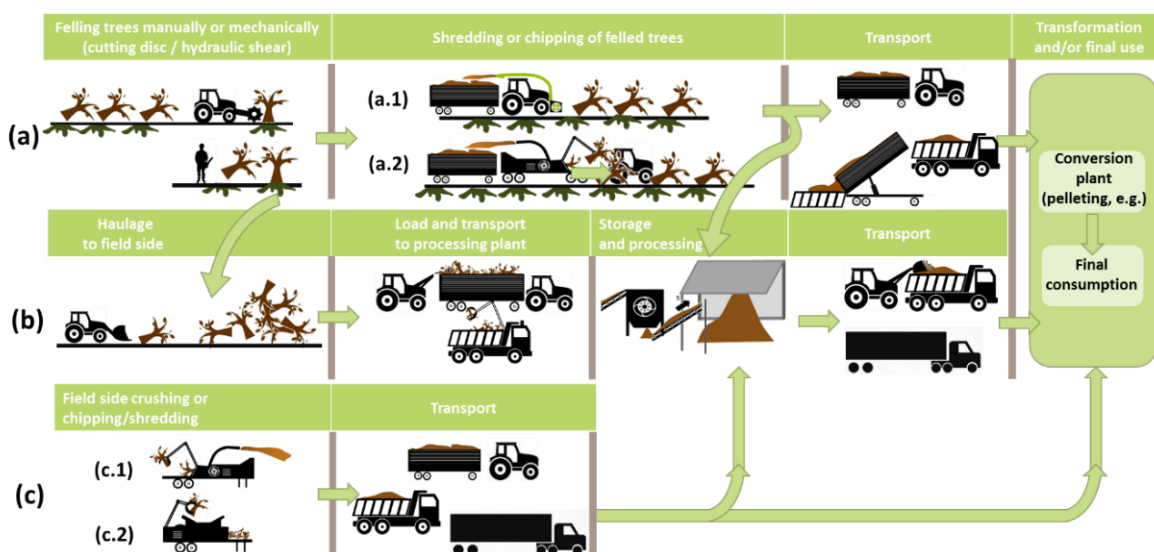 Felling trees manually or mechanically
(cutting disc / hydraulic shear)
Shredding or chipping of felled trees
Transport
Transformation
and/or final use
(a)
(a.1)
(a.2)
Conversion
plant
(pelleting, e.g.)
Final
consumption
Haulage
to field side
Load and transport
to processing plant
Storage
and processing
Transport
(b)
Field side crushing or
chipping/shredding
Transport
(c)
(c.1)
(c.2)